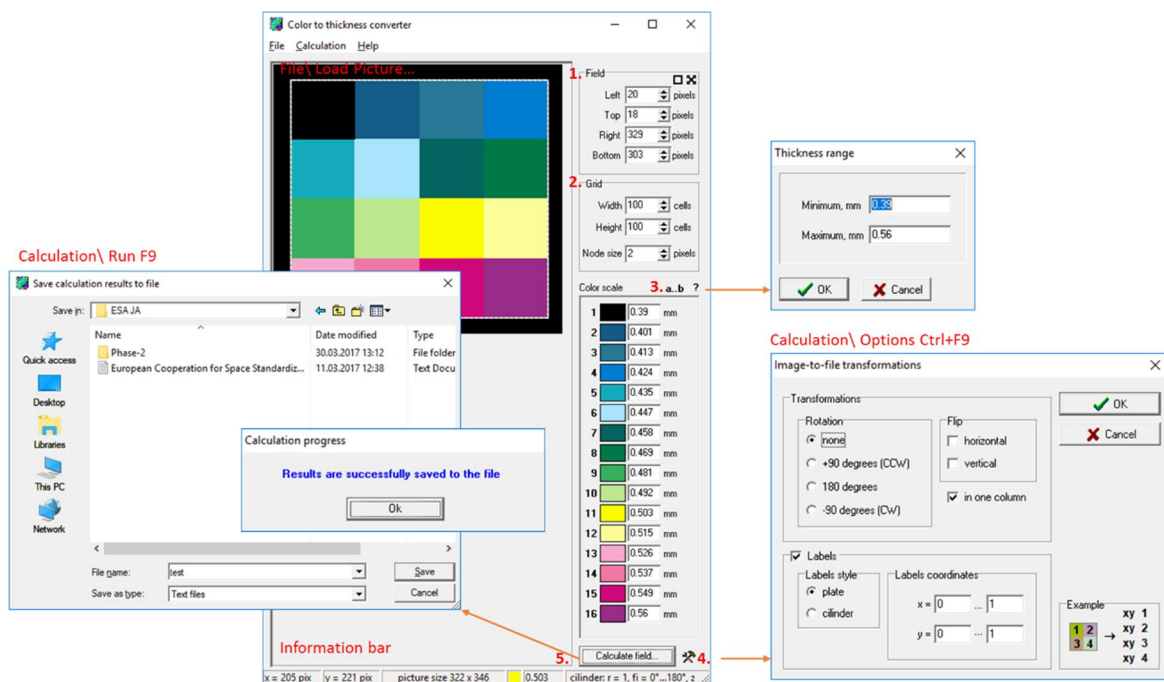 Color to thickness converter
File Calculation Help
File\ Load Picture...
1. Field
Left 20 pixels
Top 18 pixels
Right 329 pixels
Bottom 303 pixels
2. Grid
Width 100 cells
Height 100 cells
Node size 2 pixels
Color scale 3. a..b ?
1 0.39 mm
2 0.401 mm
3 0.413 mm
4 0.424 mm
5 0.435 mm
6 0.447 mm
7 0.458 mm
8 0.469 mm
9 0.481 mm
10 0.492 mm
11 0.503 mm
12 0.515 mm
13 0.526 mm
14 0.537 mm
15 0.549 mm
16 0.56 mm
5. Calculate field... 4.
Information bar
x = 205 pix y = 221 pix picture size 322 x 346 0.503 cilinder: r = 1, fi = 0°...180°, z
Calculation\ Run F9
Save calculation results to file
Save in: ESA JA
Name Date modified Type
Phase-2 30.03.2017 13:12 File folder
European Cooperation for Space Standardiz... 11.03.2017 12:38 Text Docu
Quick access
Desktop
Libraries
This PC
Network
File name: test Save
Save as type: Text files Cancel
Calculation progress
Results are successfully saved to the file
Ok
Thickness range
Minimum, mm 0.39
Maximum, mm 0.56
OK Cancel
Calculation\ Options Ctrl+F9
Image-to-file transformations
Transformations
Rotation
none
+90 degrees (CCW)
180 degrees
-90 degrees (CW)
Flip
horizontal
vertical
in one column
OK
Cancel
Labels
Labels style
plate
cilinder
Labels coordinates
x = 0 ... 1
y = 0 ... 1
Example
1 2
3 4
xy 1
xy 2
xy 3
xy 4